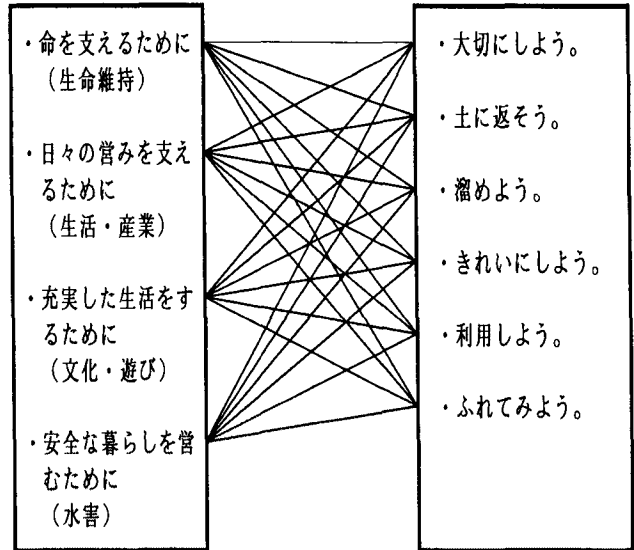 ・命を支えるために
（生命維持）
・日々の営みを支え
るために
（生活・産業）
・充実した生活をす
るために
（文化・遊び）
・安全な暮らしを営
むために
（水害）
・大切にしよう。
・土に返そう。
・溜めよう。
・きれいにしよう。
・利用しよう。
・ふれてみよう。